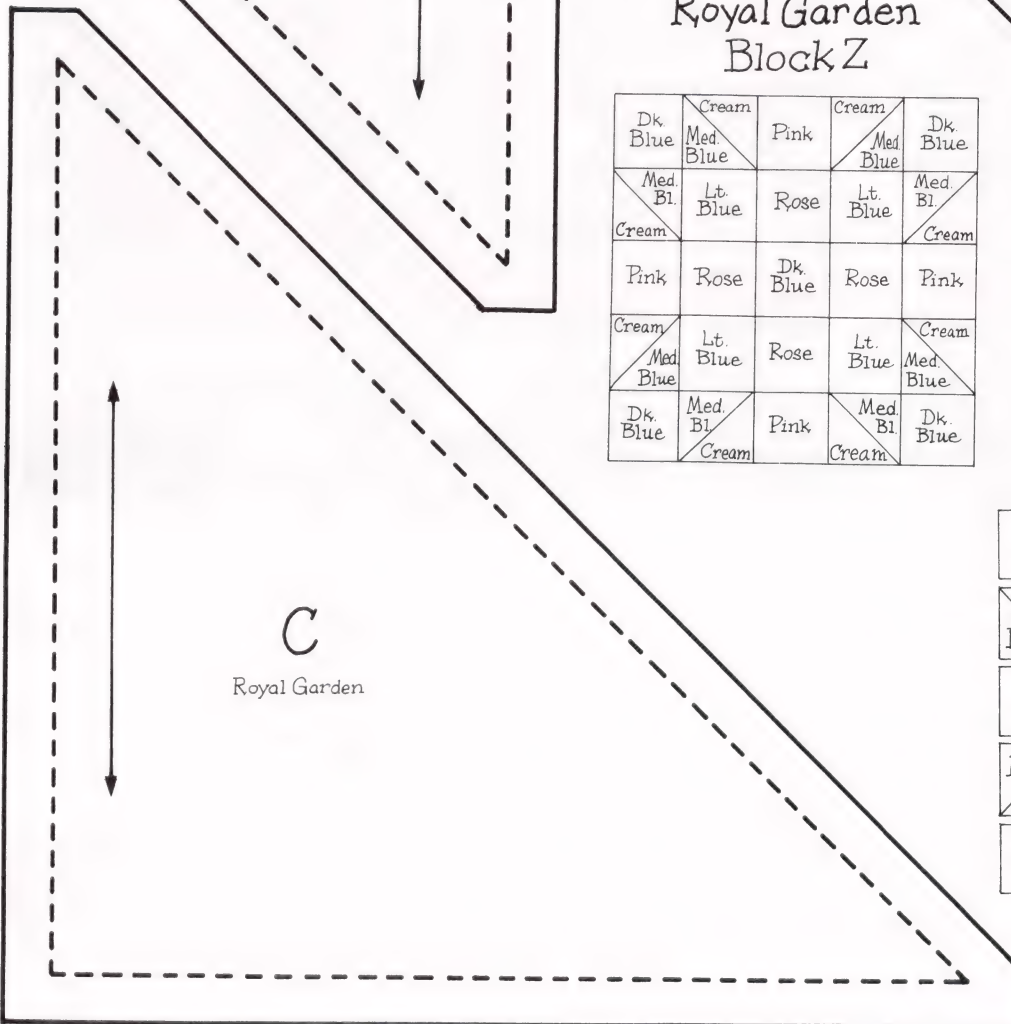 Royal Garden
Block Z
Dk.
Blue
Cream
Med.
Blue
Pink
Cream
Med.
Blue
Dk.
Blue
Med.
Bl.
Cream
Lt.
Blue
Rose
Lt.
Blue
Med.
Bl.
Cream
Pink
Rose
Dk.
Blue
Rose
Pink
Cream
Med.
Blue
Lt.
Blue
Rose
Lt.
Blue
Cream
Med.
Blue
Dk.
Blue
Med.
Bl.
Cream
Pink
Med.
Bl.
Cream
Dk.
Blue
C
Royal Garden